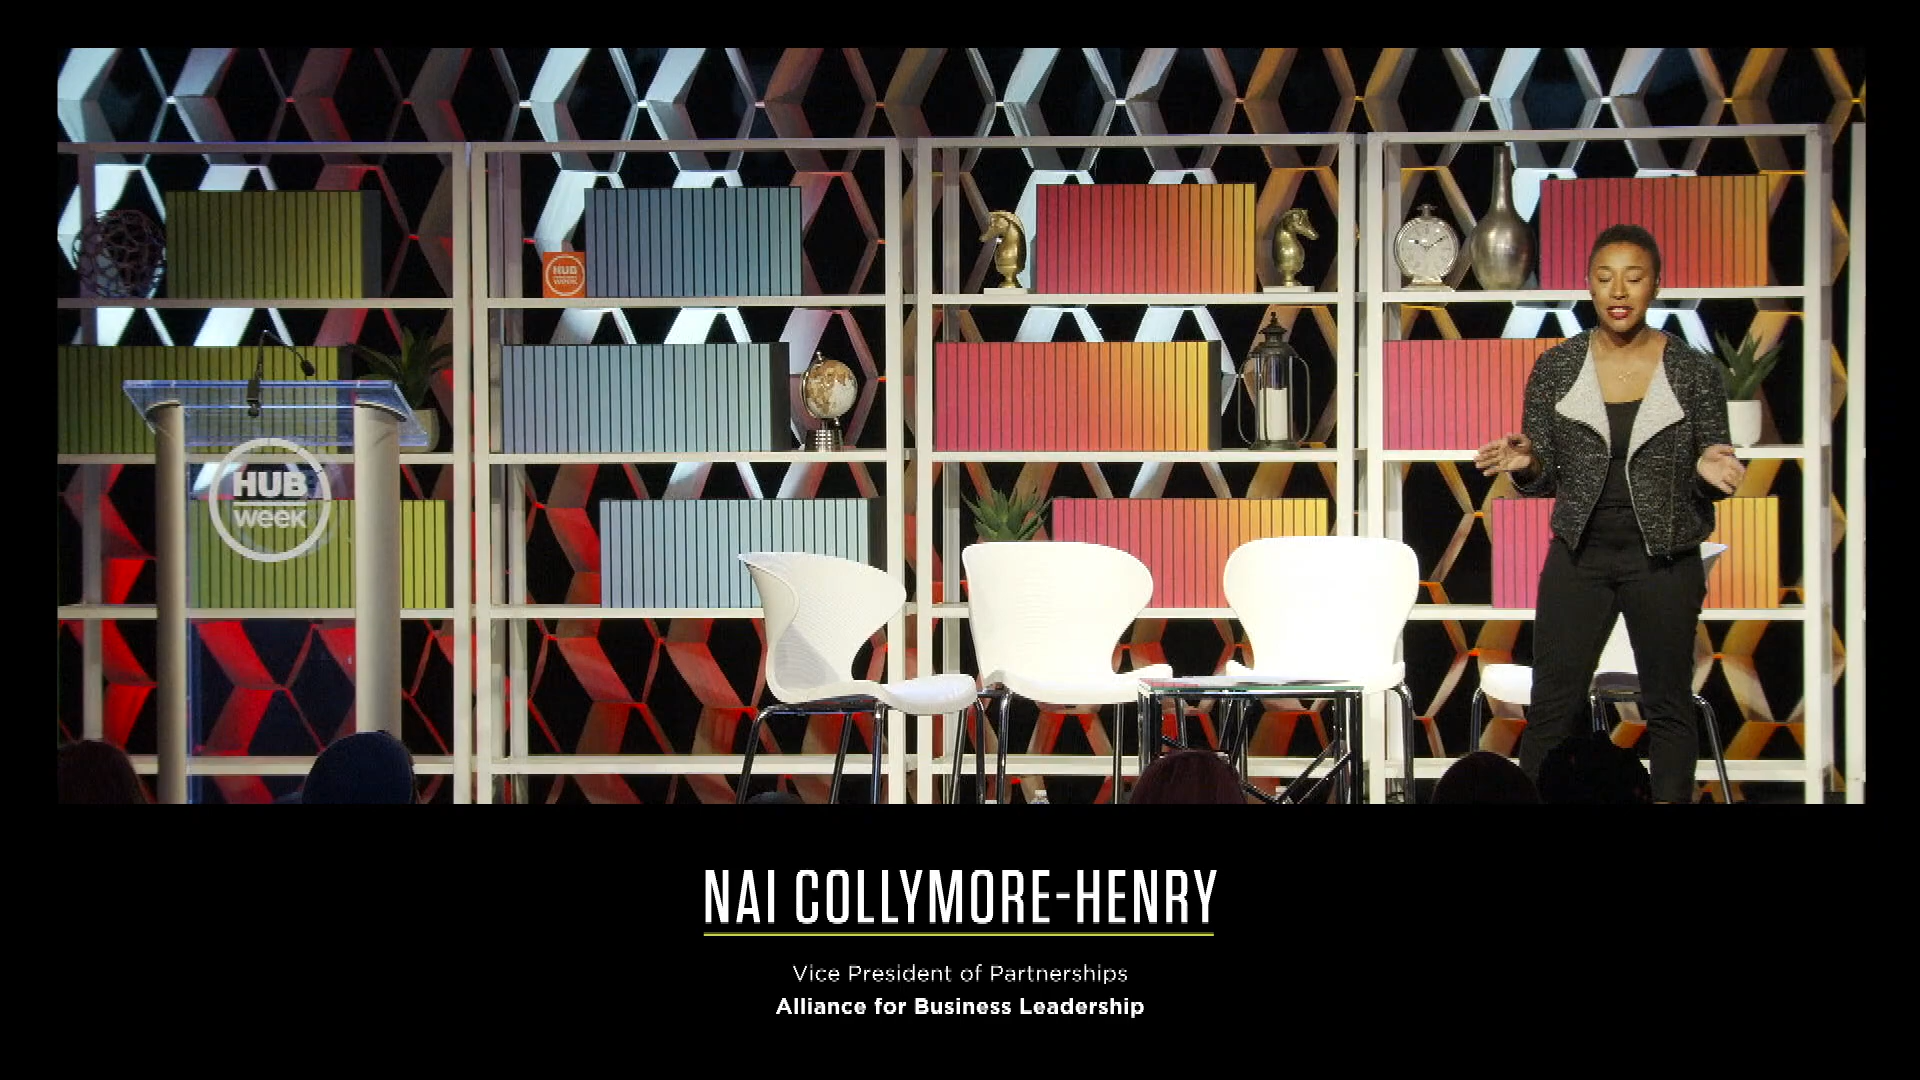 HUB
week
HUB
week
NAI COLLYMORE-HENRY
Vice President of Partnerships
Alliance for Business Leadership